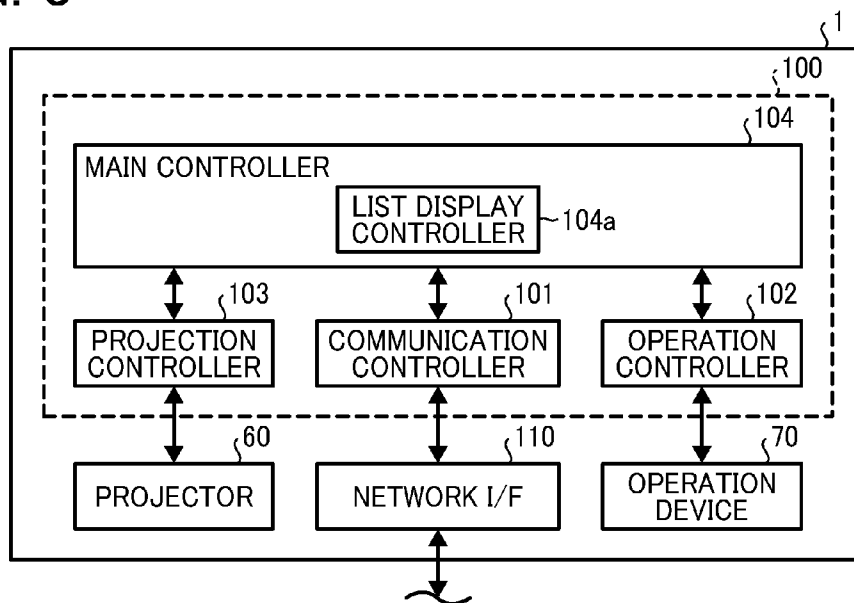 1
100
104
MAIN CONTROLLER
LIST DISPLAY
CONTROLLER
104a
103
101
102
PROJECTION
CONTROLLER
COMMUNICATION
CONTROLLER
OPERATION
CONTROLLER
60
110
70
PROJECTOR
NETWORK I/F
OPERATION
DEVICE